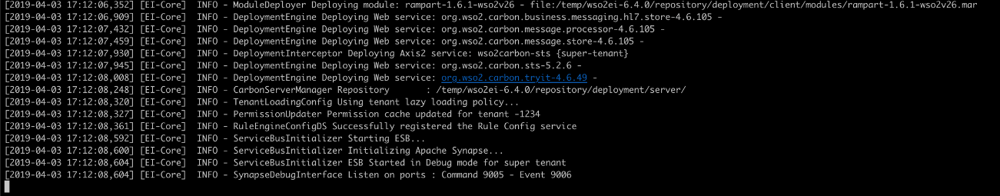 [2019-04-03 17:12:06,352] [EI-Core]  INFO - ModuleDeployer Deploying module: rampart-1.6.1-wso2v26 - file:/temp/wso2ei-6.4.0/repository/deployment/client/modules/rampart-1.6.1-wso2v26.mar
[2019-04-03 17:12:06,909] [EI-Core]  INFO - DeploymentEngine Deploying Web service: org.wso2.carbon.business.messaging.hl7.store-4.6.105 -
[2019-04-03 17:12:07,432] [EI-Core]  INFO - DeploymentEngine Deploying Web service: org.wso2.carbon.message.processor-4.6.105 -
[2019-04-03 17:12:07,459] [EI-Core]  INFO - DeploymentEngine Deploying Web service: org.wso2.carbon.message.store-4.6.105 -
[2019-04-03 17:12:07,930] [EI-Core]  INFO - DeploymentInterceptor Deploying Axis2 service: wso2carbon-sts {super-tenant}
[2019-04-03 17:12:07,945] [EI-Core]  INFO - DeploymentEngine Deploying Web service: org.wso2.carbon.sts-5.2.6 -
[2019-04-03 17:12:08,008] [EI-Core]  INFO - DeploymentEngine Deploying Web service: org.wso2.carbon.tryit-4.6.49 -
[2019-04-03 17:12:08,248] [EI-Core]  INFO - CarbonServerManager Repository       : /temp/wso2ei-6.4.0/repository/deployment/server/
[2019-04-03 17:12:08,320] [EI-Core]  INFO - TenantLoadingConfig Using tenant lazy loading policy...
[2019-04-03 17:12:08,327] [EI-Core]  INFO - PermissionUpdater Permission cache updated for tenant -1234
[2019-04-03 17:12:08,361] [EI-Core]  INFO - RuleEngineConfigDS Successfully registered the Rule Config service
[2019-04-03 17:12:08,592] [EI-Core]  INFO - ServiceBusInitializer Starting ESB...
[2019-04-03 17:12:08,600] [EI-Core]  INFO - ServiceBusInitializer Initializing Apache Synapse...
[2019-04-03 17:12:08,604] [EI-Core]  INFO - ServiceBusInitializer ESB Started in Debug mode for super tenant
[2019-04-03 17:12:08,604] [EI-Core]  INFO - SynapseDebugInterface Listen on ports : Command 9005 - Event 9006